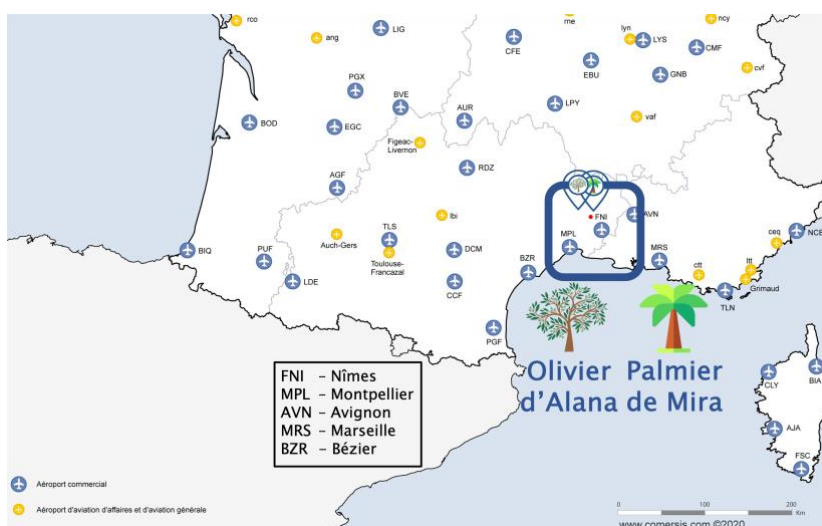 rco
ang
LIG
me
CFE
lyn
LYS
ncy
CMF
EBU
GNB
cvf
PGX
BVE
LPY
BOD
EGC
AUR
vaf
Figeac-
Livernon
RDZ
AGF
lbi
FNI
AVN
Auch-Gers
TLS
MPL
NCE
ceq
BIQ
PUF
Toulouse-
Francazal
DCM
BZR
MRS
ctt
ltt
LDE
CCF
Grimaud
TLN
PGF
FNI – Nîmes
MPL – Montpellier
AVN – Avignon
MRS – Marseille
BZR – Bézier
Olivier Palmier
d'Alana de Mira
CLY
BIA
AJA
FSC
Aéroport commercial
Aéroport d'aviation d'affaires et d'aviation générale
0 100 200
Km
www.comersis.com ©2020